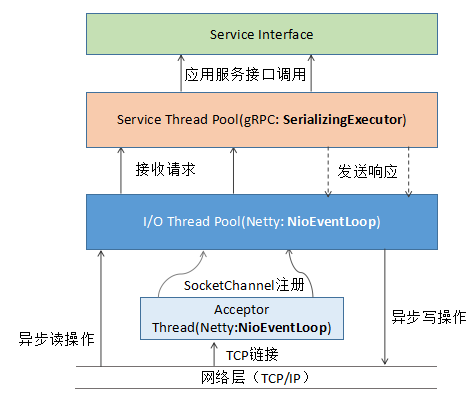 Service Interface
应用服务接口调用
Service Thread Pool(gRPC: SerializingExecutor)
接收请求
发送响应
I/O Thread Pool(Netty: NioEventLoop)
SocketChannel注册
Acceptor
Thread(Netty:NioEventLoop)
异步读操作
异步写操作
TCP链接
网络层（TCP/IP）